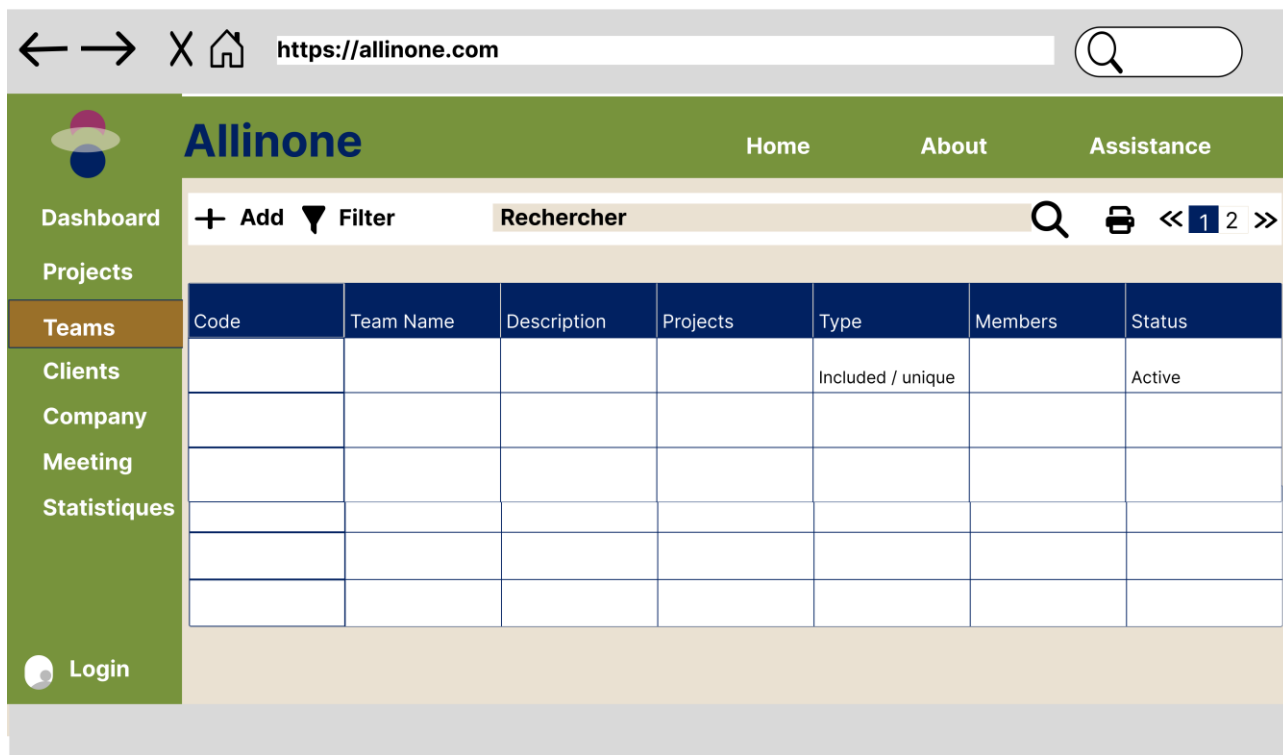 https://allinone.com
Allinone
Home About Assistance
Dashboard
Projects
Teams
Clients
Company
Meeting
Statistiques
Login
Add Filter Rechercher « 1 2 »
Code Team Name Description Projects Type Members Status
Included / unique Active